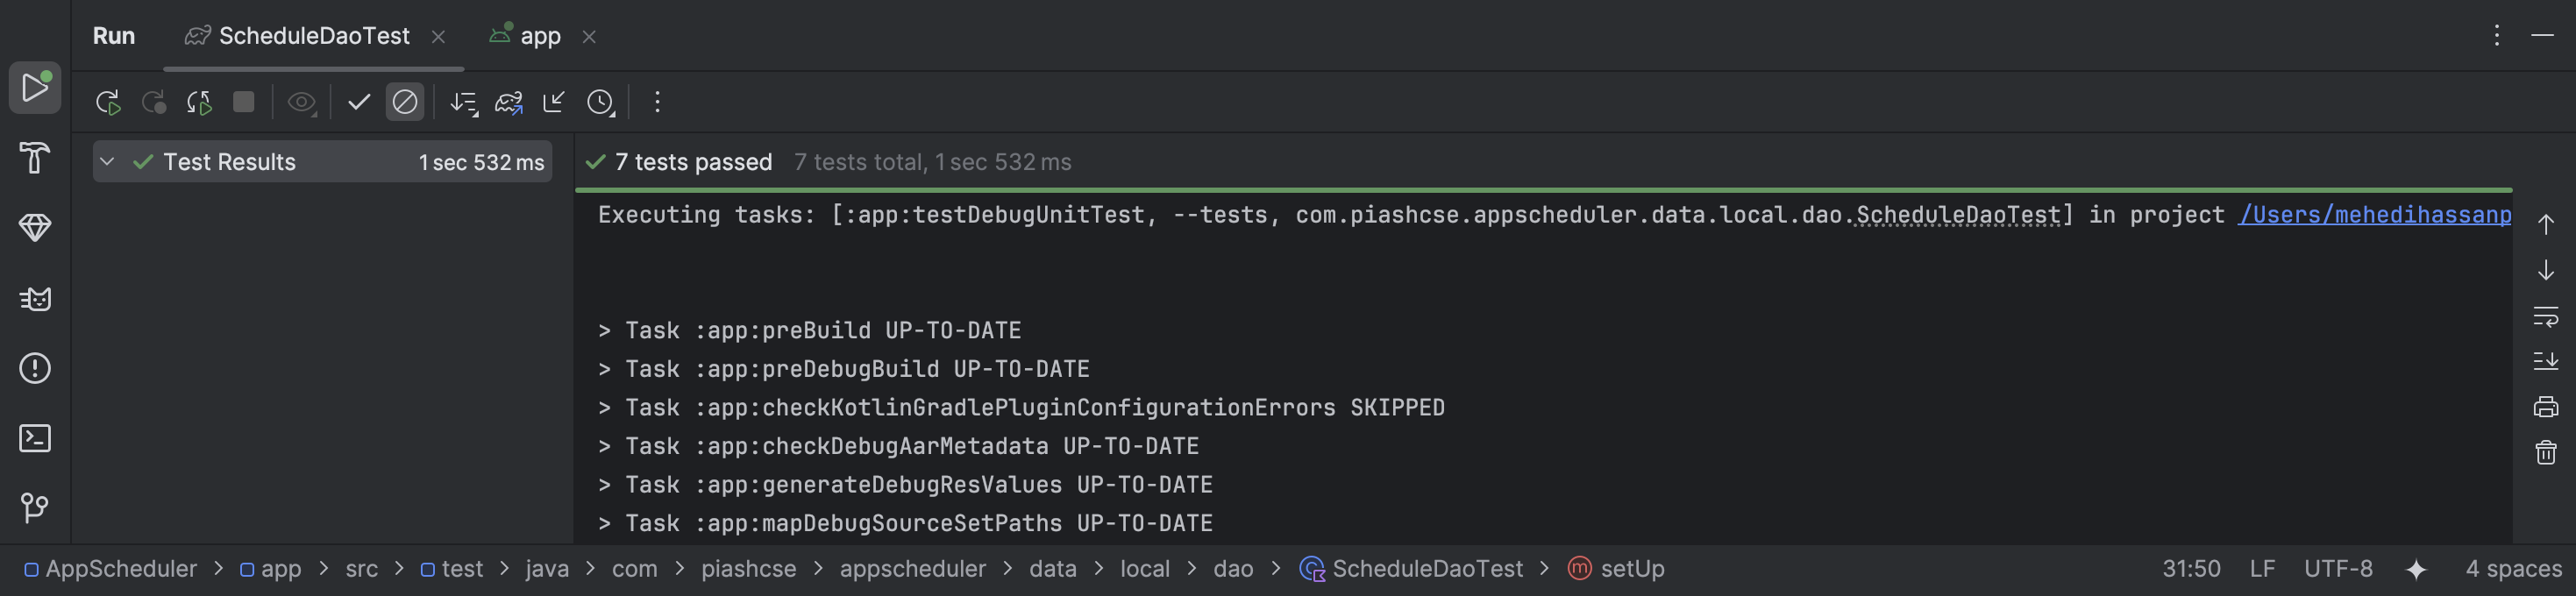 Run ScheduleDaoTest app
Test Results 1 sec 532 ms
7 tests passed 7 tests total, 1 sec 532 ms
Executing tasks: [:app:testDebugUnitTest, --tests, com.piashcse.appscheduler.data.local.dao.ScheduleDaoTest] in project /Users/mehedihassanp
> Task :app:preBuild UP-TO-DATE
> Task :app:preDebugBuild UP-TO-DATE
> Task :app:checkKotlinGradlePluginConfigurationErrors SKIPPED
> Task :app:checkDebugAarMetadata UP-TO-DATE
> Task :app:generateDebugResValues UP-TO-DATE
> Task :app:mapDebugSourceSetPaths UP-TO-DATE
AppScheduler > app > src > test > java > com > piashcse > appscheduler > data > local > dao > ScheduleDaoTest > m setUp 31:50 LF UTF-8 4 spaces